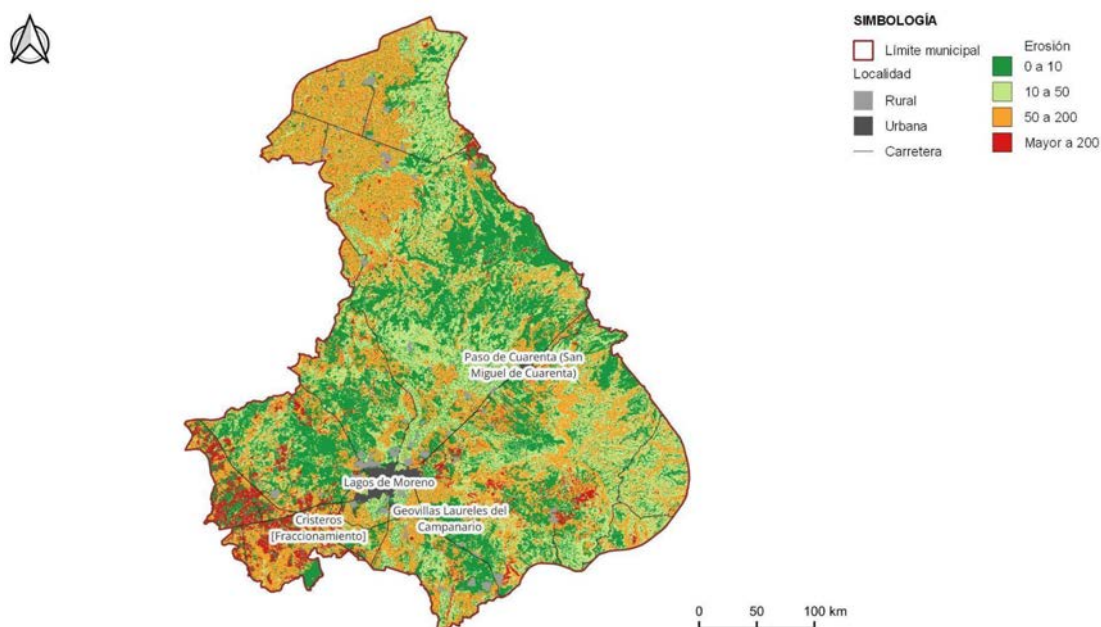 SIMBOLOGÍA
Límite municipal
Localidad
Rural
Urbana
Carretera
Erosión
0 a 10
10 a 50
50 a 200
Mayor a 200
Paso de Cuarenta (San
Miguel de Cuarenta)
Lagos de Moreno
Geovillas Laureles del
Campanario
Cristeros
[Fraccionamiento]
0 50 100 km